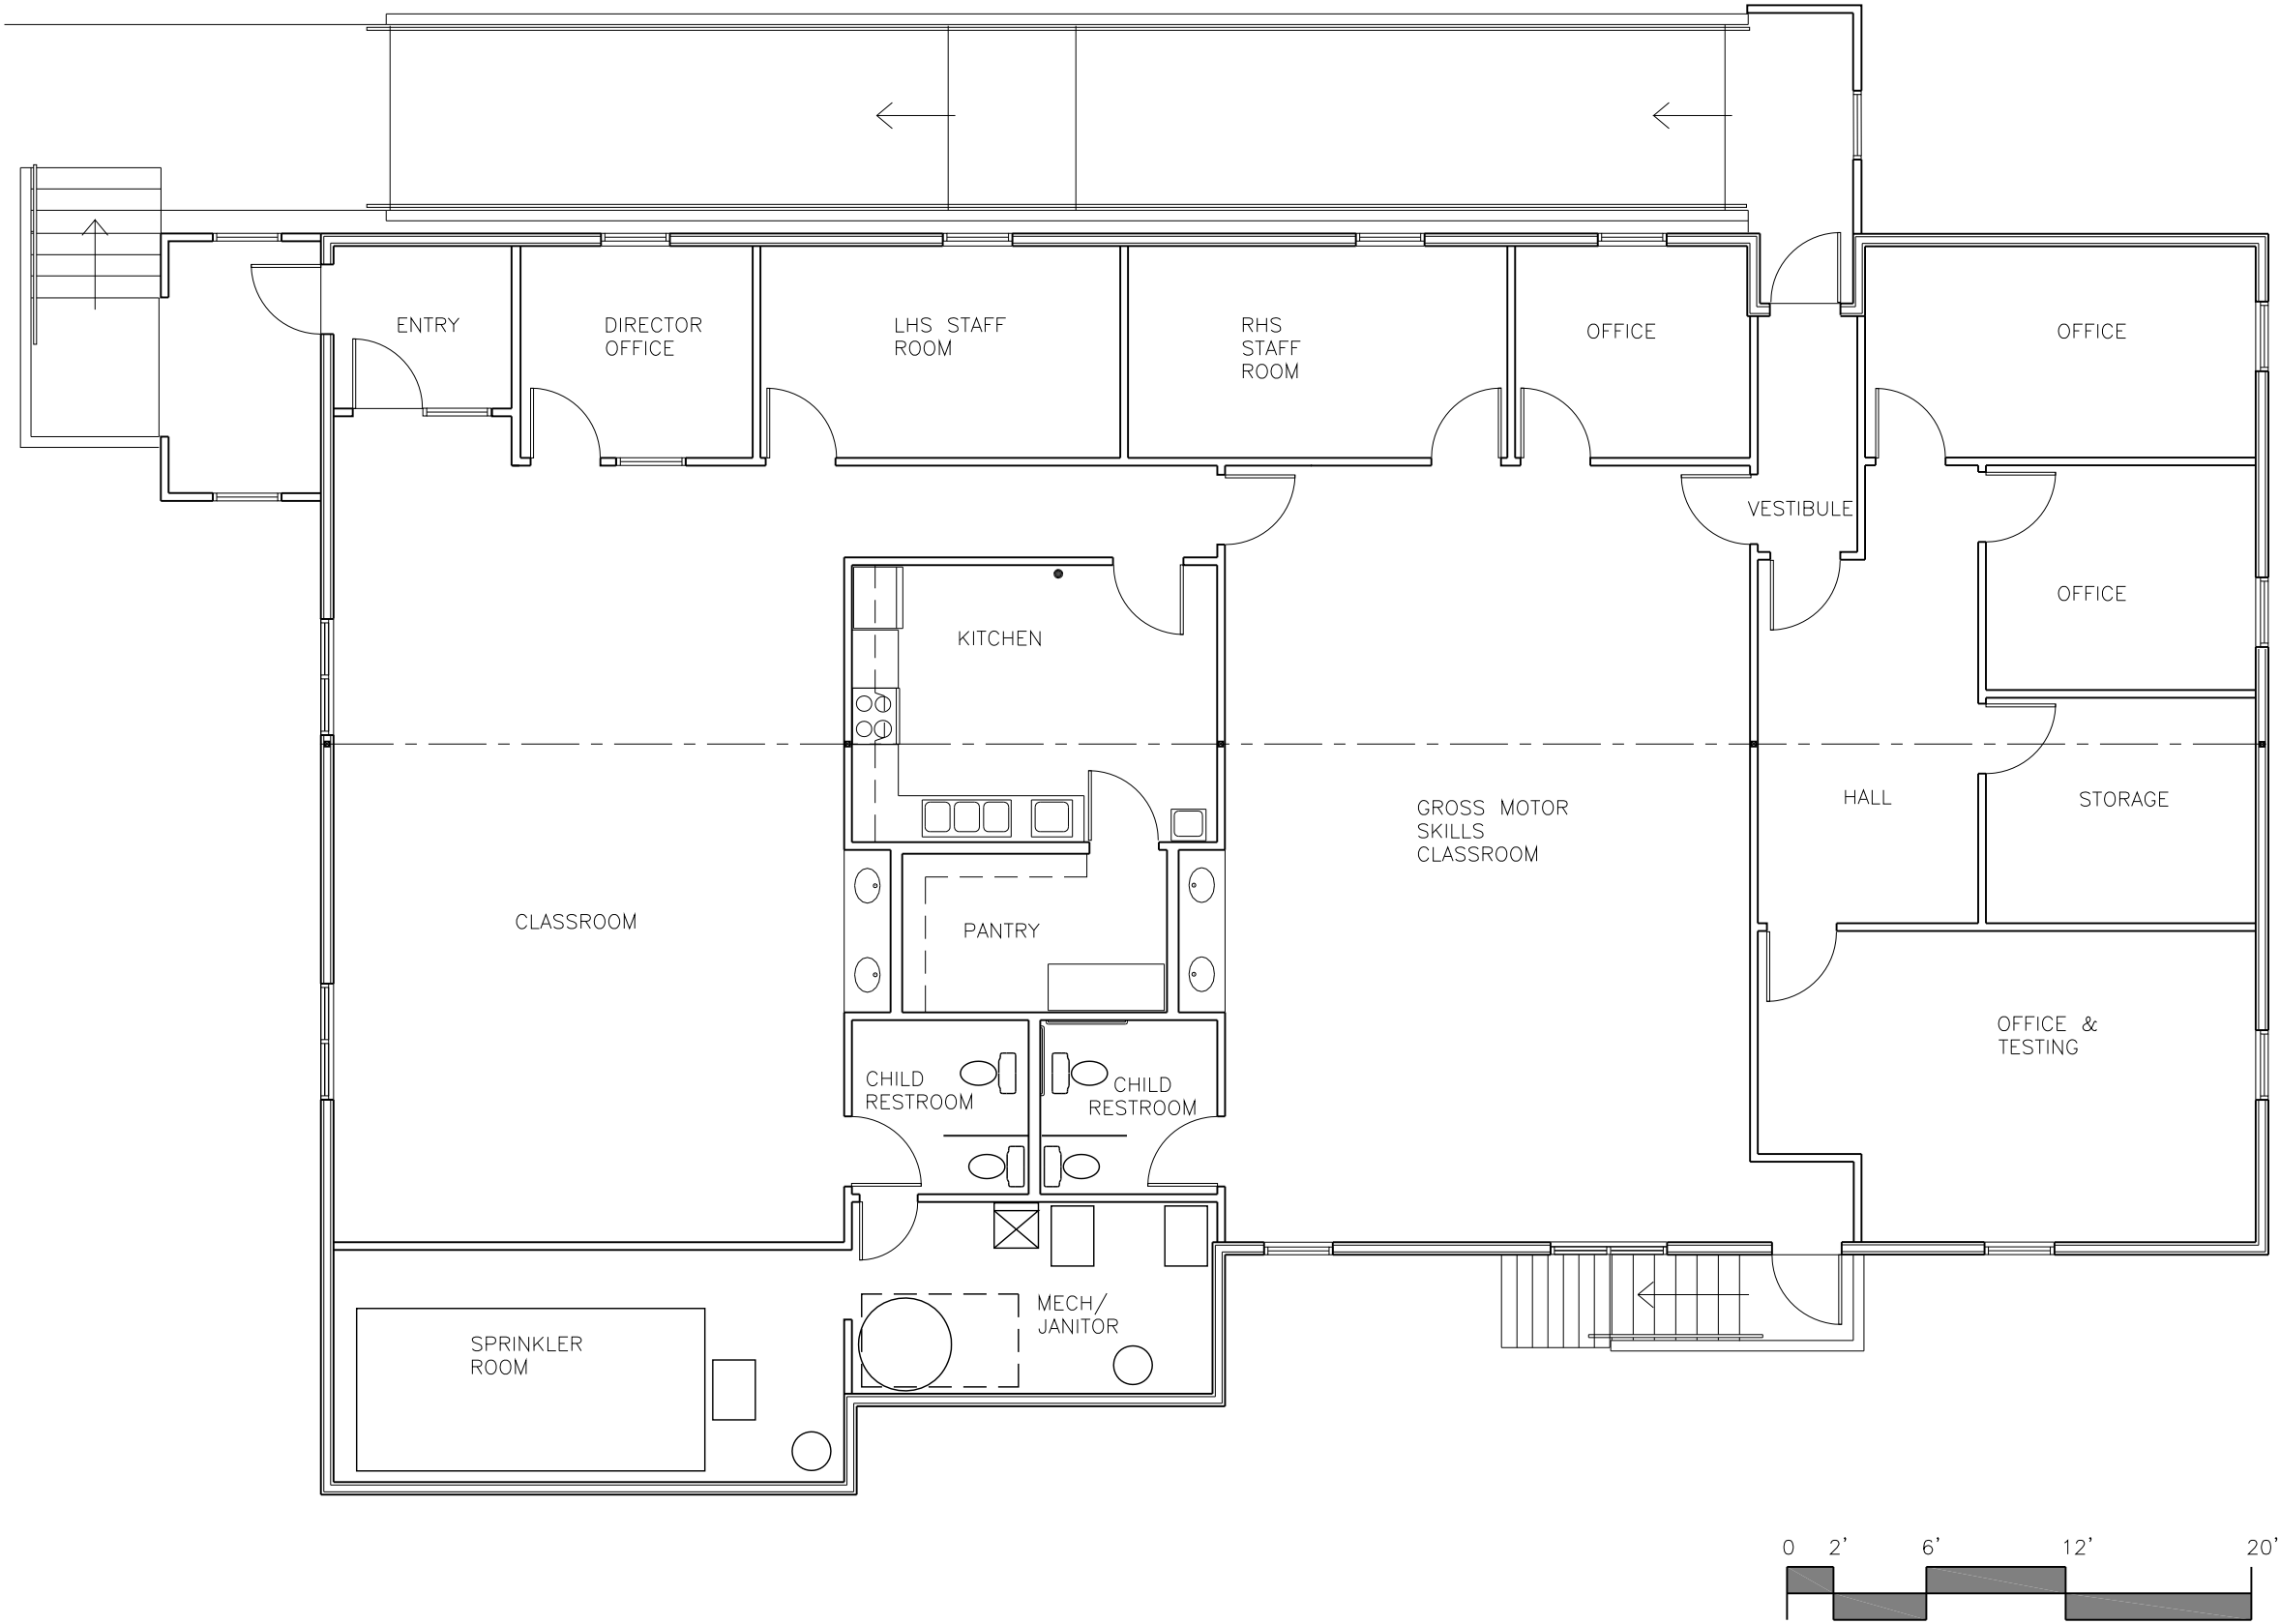 ENTRY
DIRECTOR
OFFICE
LHS STAFF
ROOM
RHS
STAFF
ROOM
OFFICE
OFFICE
VESTIBULE
OFFICE
KITCHEN
HALL
STORAGE
GROSS MOTOR
SKILLS
CLASSROOM
CLASSROOM
PANTRY
OFFICE &
TESTING
CHILD
RESTROOM
CHILD
RESTROOM
MECH/
JANITOR
SPRINKLER
ROOM
0 2' 6' 12' 20'